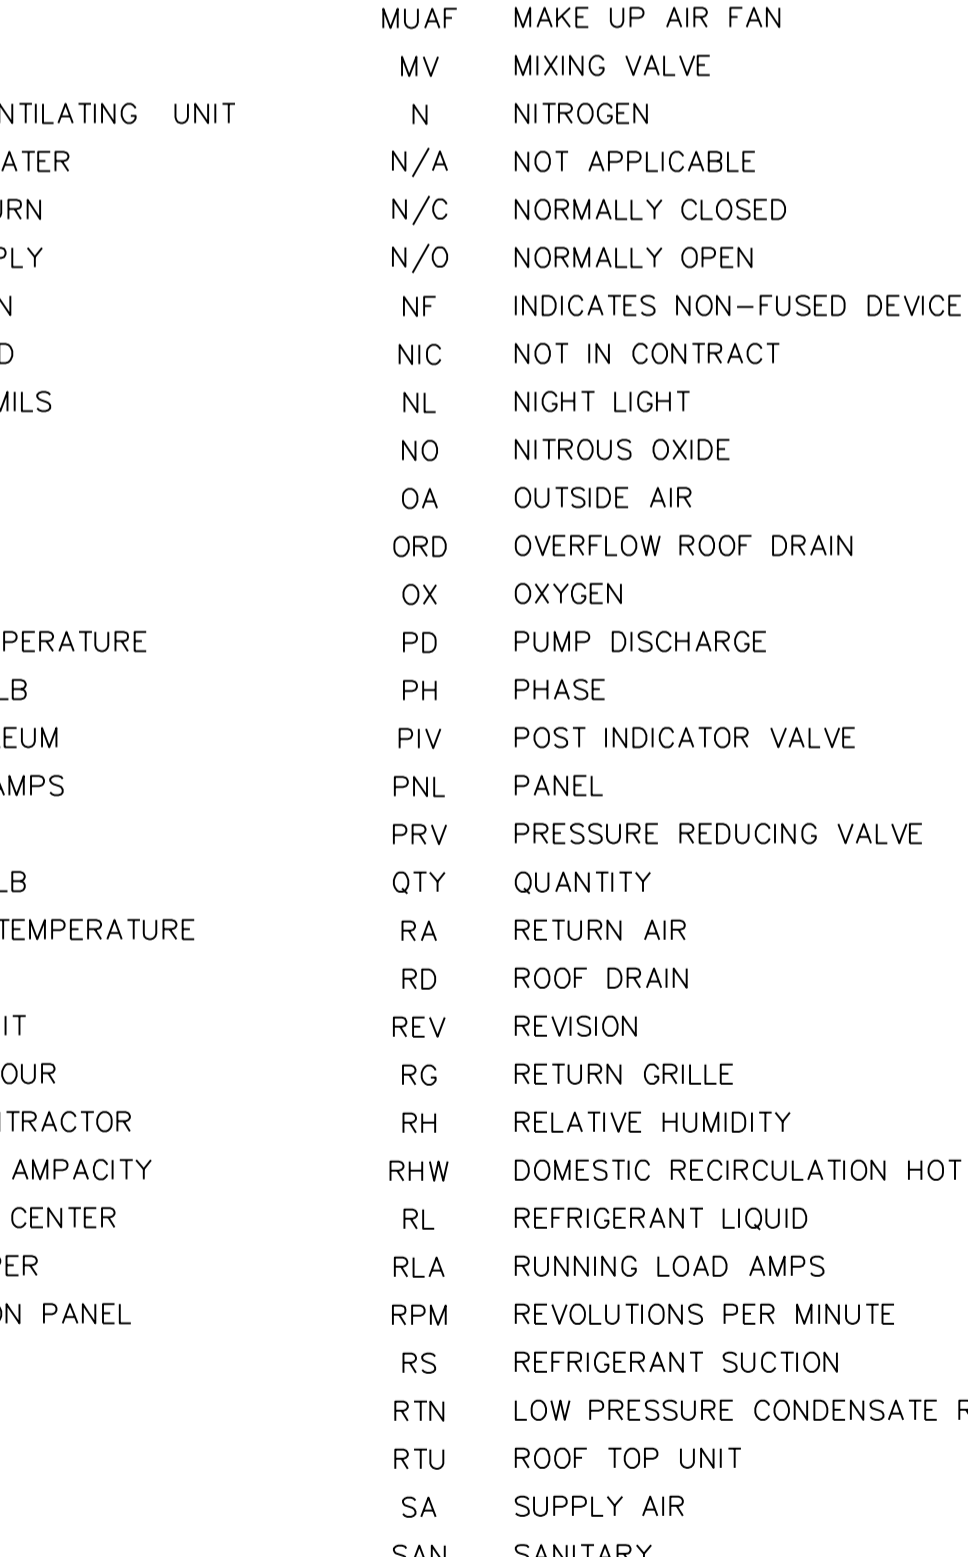 MUAF MAKE UP AIR FAN
MV MIXING VALVE
UNIT N NITROGEN
N/A NOT APPLICABLE
N/C NORMALLY CLOSED
N/O NORMALLY OPEN
NF INDICATES NON-FUSED DEVICE
NIC NOT IN CONTRACT
MILS NL NIGHT LIGHT
NO NITROUS OXIDE
OA OUTSIDE AIR
ORD OVERFLOW ROOF DRAIN
OX OXYGEN
PERATURE PD PUMP DISCHARGE
LB PH PHASE
EUM PIV POST INDICATOR VALVE
AMPS PNL PANEL
PRV PRESSURE REDUCING VALVE
LB QTY QUANTITY
TEMPERATURE RA RETURN AIR
RD ROOF DRAIN
IT REV REVISION
OUR RG RETURN GRILLE
TRACTOR RH RELATIVE HUMIDITY
AMPACITY RHW DOMESTIC RECIRCULATION HOT
CENTER RL REFRIGERANT LIQUID
PER RLA RUNNING LOAD AMPS
ON PANEL RPM REVOLUTIONS PER MINUTE
RS REFRIGERANT SUCTION
RTN LOW PRESSURE CONDENSATE
RTU ROOF TOP UNIT
SA SUPPLY AIR
SAN SANITARY